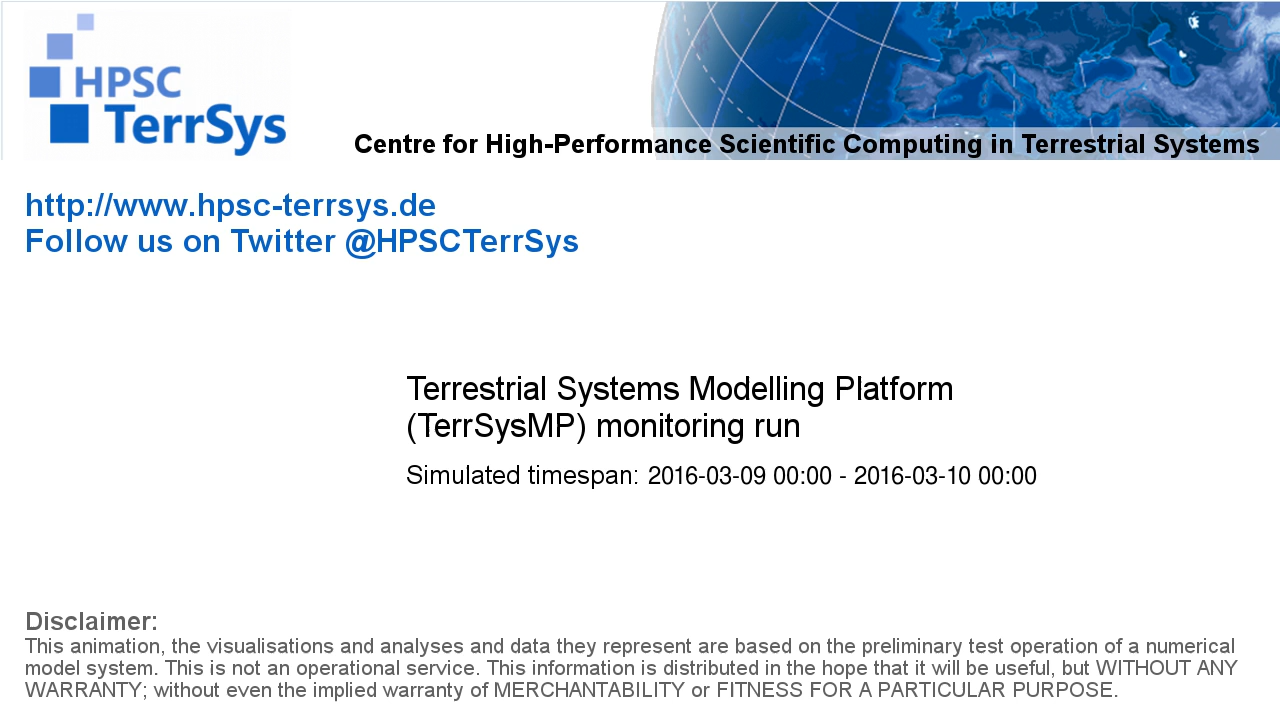 HPSC
TerrSys
Centre for High-Performance Scientific Computing in Terrestrial Systems
http://www.hpsc-terrsys.de
Follow us on Twitter @HPSCTerrSys
Terrestrial Systems Modelling Platform
(TerrSysMP) monitoring run
Simulated timespan: 2016-03-09 00:00 - 2016-03-10 00:00
Disclaimer:
This animation, the visualisations and analyses and data they represent are based on the preliminary test operation of a numerical
model system. This is not an operational service. This information is distributed in the hope that it will be useful, but WITHOUT ANY
WARRANTY; without even the implied warranty of MERCHANTABILITY or FITNESS FOR A PARTICULAR PURPOSE.